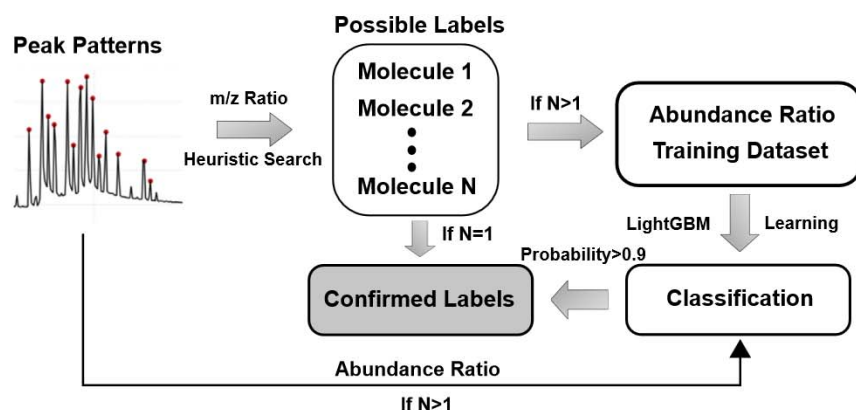 Peak Patterns
m/z Ratio
Heuristic Search
Possible Labels
Molecule 1
Molecule 2
Molecule N
If N>1
Abundance Ratio
Training Dataset
If N=1
LightGBM
Learning
Probability>0.9
Confirmed Labels
Classification
Abundance Ratio
If N>1